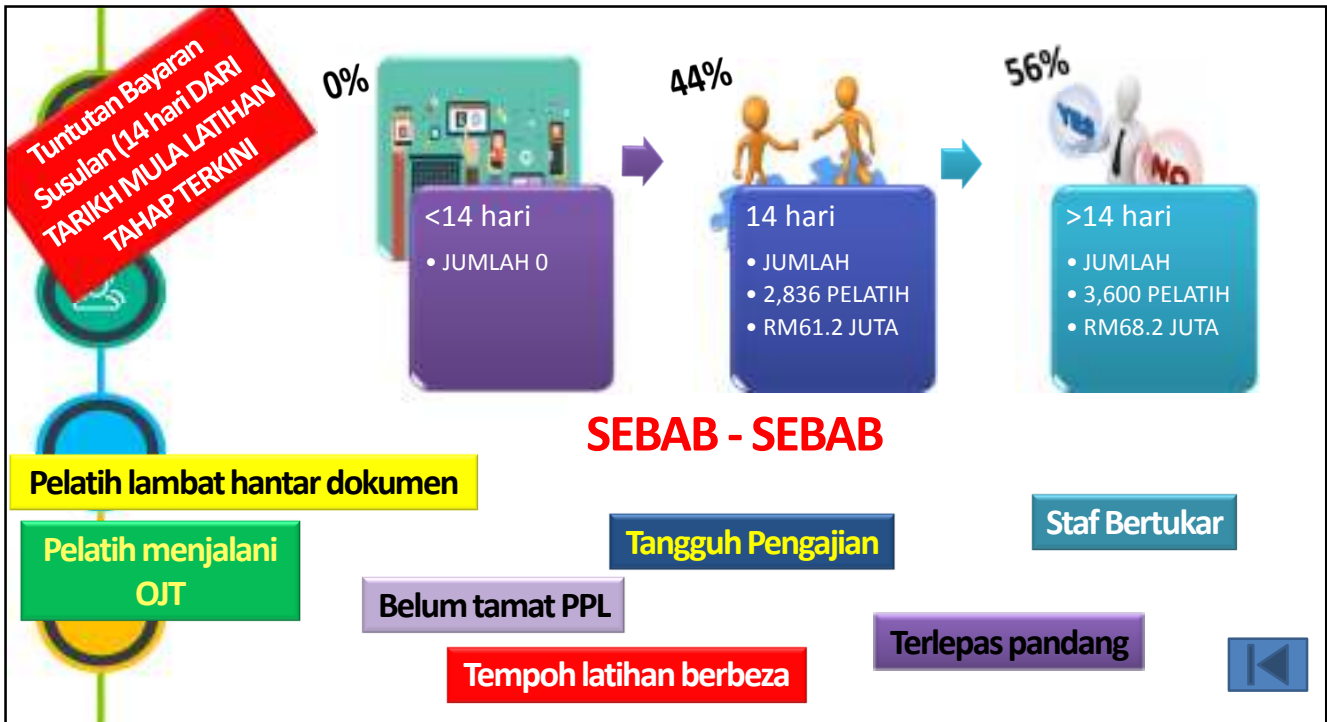 Tuntutan Bayaran
Susulan (14 hari DARI
TARIKH MULA LATIHAN
TAHAP TERKINI
0%
44%
56%
YES
NO
<14 hari
• JUMLAH 0
14 hari
• JUMLAH
• 2,836 PELATIH
• RM61.2 JUTA
>14 hari
• JUMLAH
• 3,600 PELATIH
• RM68.2 JUTA
SEBAB - SEBAB
Pelatih lambat hantar dokumen
Pelatih menjalani
OJT
Tangguh Pengajian
Staf Bertukar
Belum tamat PPL
Terlepas pandang
Tempoh latihan berbeza